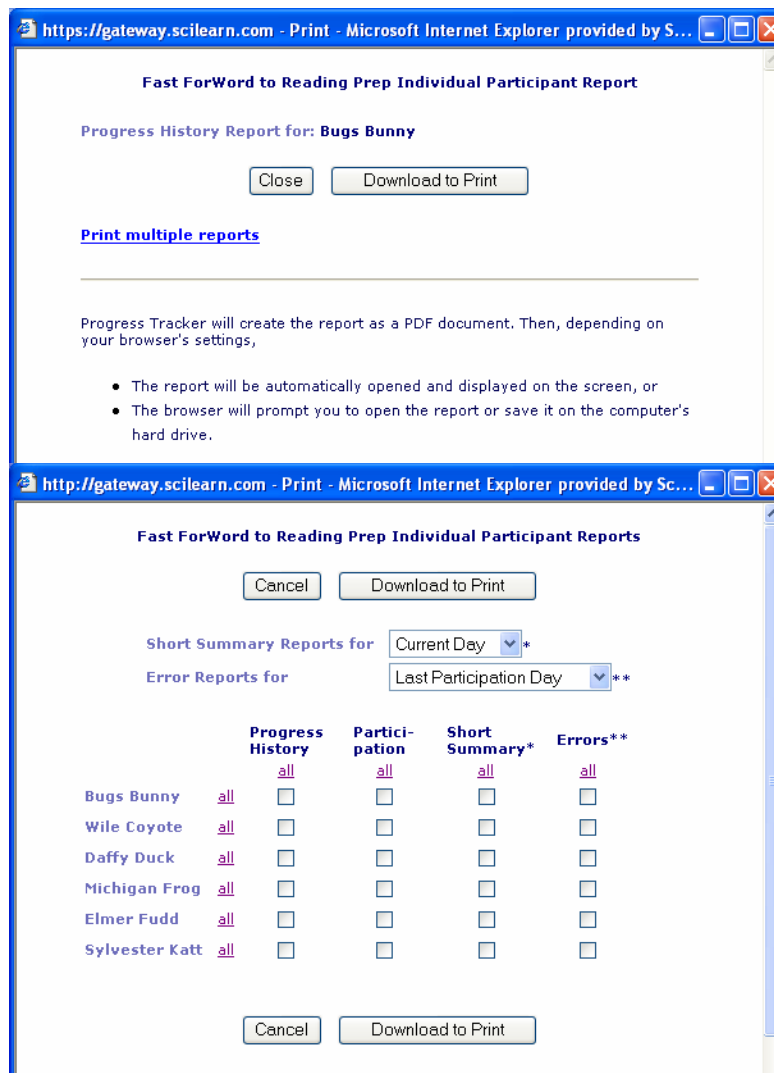 https://gateway.scilearn.com - Print - Microsoft Internet Explorer provided by S...
Fast ForWord to Reading Prep Individual Participant Report
Progress History Report for: Bugs Bunny
Close Download to Print
Print multiple reports
Progress Tracker will create the report as a PDF document. Then, depending on
your browser's settings,
● The report will be automatically opened and displayed on the screen, or
● The browser will prompt you to open the report or save it on the computer's
hard drive.
http://gateway.scilearn.com - Print - Microsoft Internet Explorer provided by Sc...
Fast ForWord to Reading Prep Individual Participant Reports
Cancel Download to Print
Short Summary Reports for Current Day *
Error Reports for Last Participation Day **
Progress Partici- Short Errors**
History pation Summary*
all all all all
Bugs Bunny all
Wile Coyote all
Daffy Duck all
Michigan Frog all
Elmer Fudd all
Sylvester Katt all
Cancel Download to Print